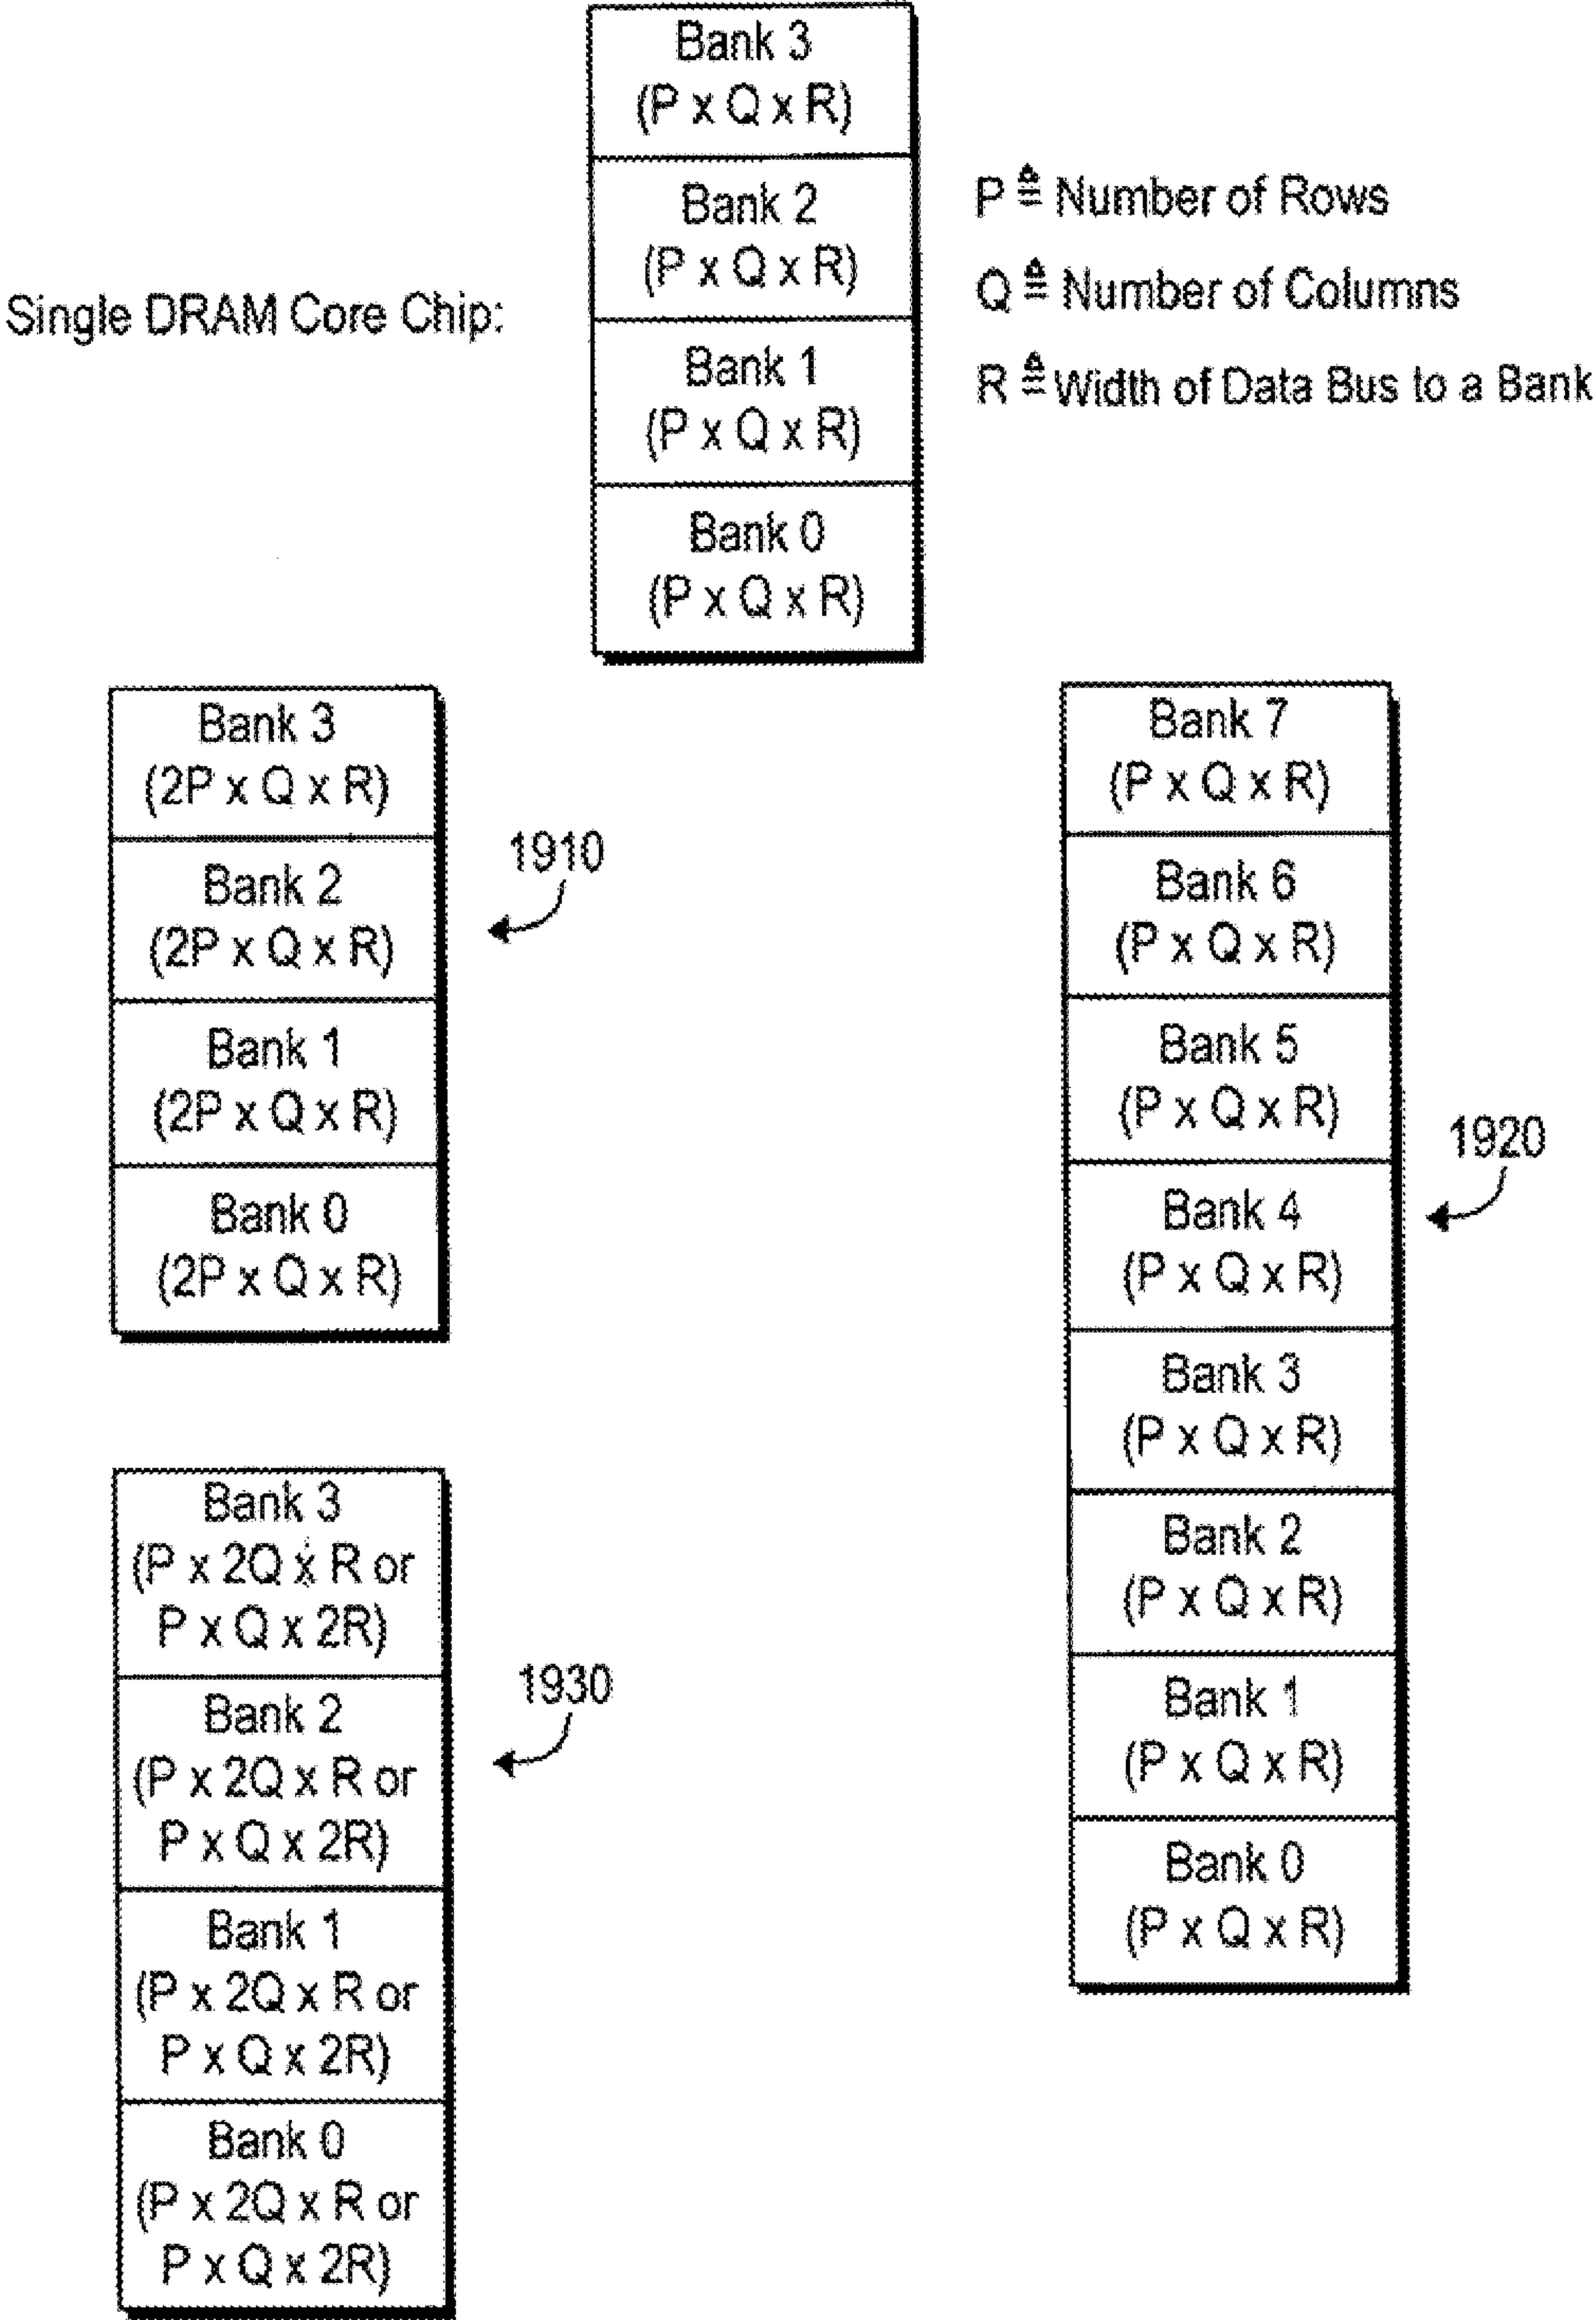 Bank 3
(P x Q x R)
Bank 2
(P x Q x R)
Bank 1
(P x Q x R)
Bank 0
(P x Q x R)
Single DRAM Core Chip:
P ≜ Number of Rows
Q ≜ Number of Columns
R ≜ Width of Data Bus to a Bank
Bank 3
(2P x Q x R)
Bank 2
(2P x Q x R)
Bank 1
(2P x Q x R)
Bank 0
(2P x Q x R)
1910
Bank 7
(P x Q x R)
Bank 6
(P x Q x R)
Bank 5
(P x Q x R)
Bank 4
(P x Q x R)
Bank 3
(P x Q x R)
Bank 2
(P x Q x R)
Bank 1
(P x Q x R)
Bank 0
(P x Q x R)
1920
Bank 3
(P x 2Q x R or
P x Q x 2R)
Bank 2
(P x 2Q x R or
P x Q x 2R)
Bank 1
(P x 2Q x R or
P x Q x 2R)
Bank 0
(P x 2Q x R or
P x Q x 2R)
1930